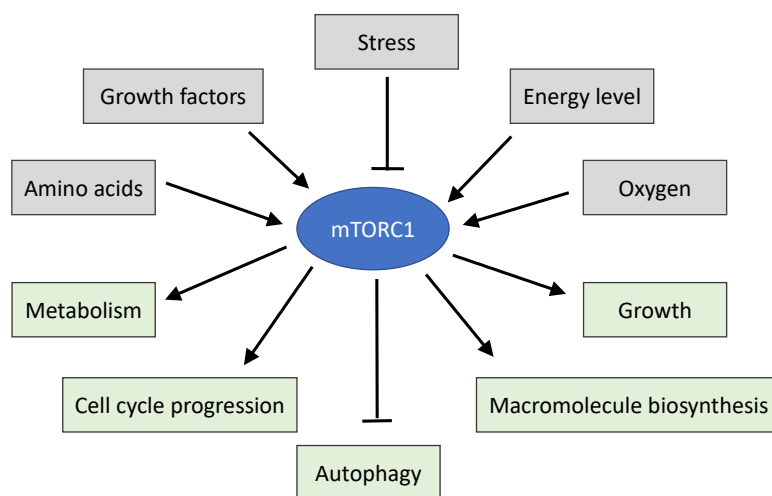 Stress
Growth factors
Energy level
Amino acids
Oxygen
mTORC1
Metabolism
Growth
Cell cycle progression
Macromolecule biosynthesis
Autophagy